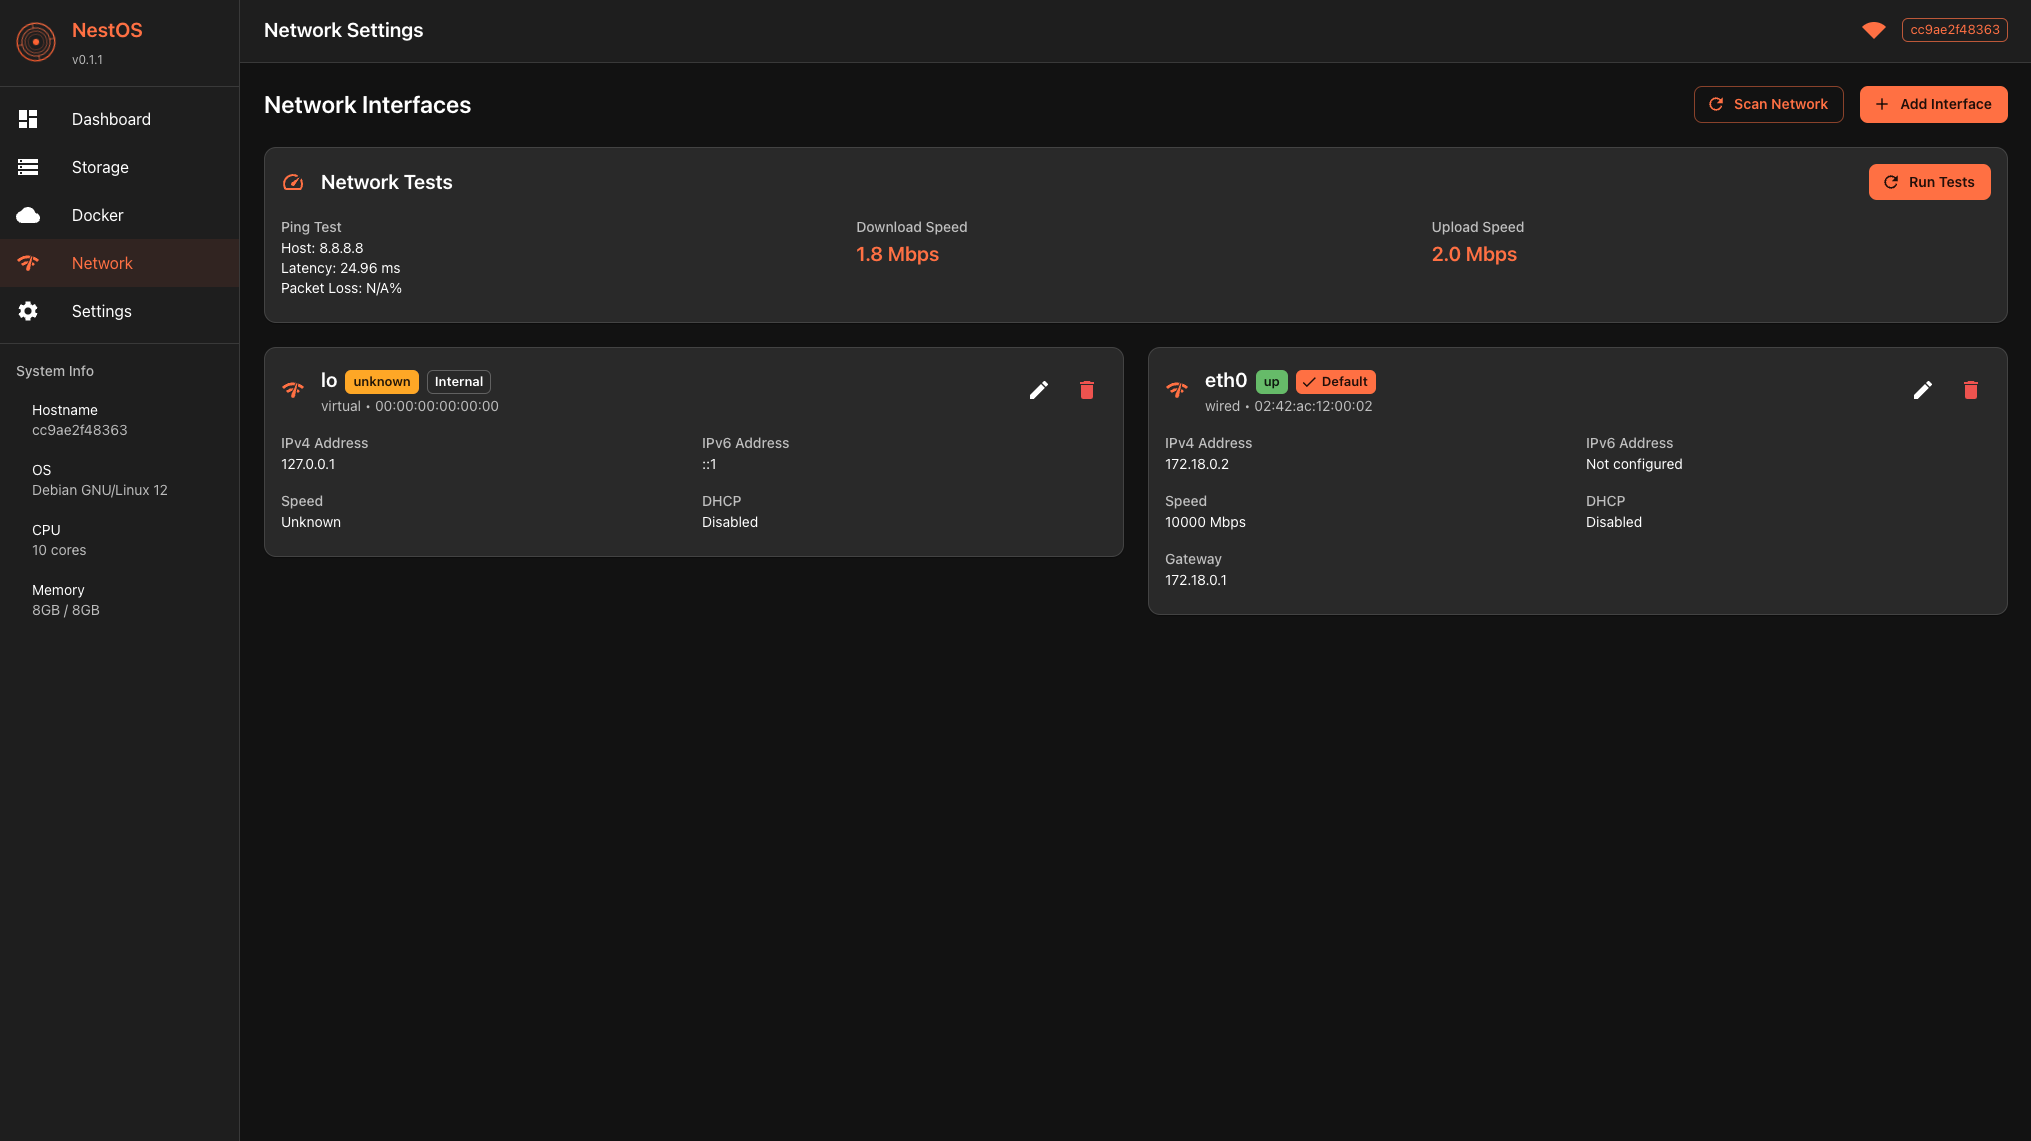 NestOS
v0.1.1
Dashboard
Storage
Docker
Network
Settings
System Info
Hostname
cc9ae2f48363
OS
Debian GNU/Linux 12
CPU
10 cores
Memory
8GB / 8GB
Network Settings
cc9ae2f48363
Network Interfaces
Scan Network
Add Interface
Network Tests
Run Tests
Ping Test
Host: 8.8.8.8
Latency: 24.96 ms
Packet Loss: N/A%
Download Speed
1.8 Mbps
Upload Speed
2.0 Mbps
lo unknown Internal
virtual • 00:00:00:00:00:00
IPv4 Address
127.0.0.1
IPv6 Address
::1
Speed
Unknown
DHCP
Disabled
eth0 up Default
wired • 02:42:ac:12:00:02
IPv4 Address
172.18.0.2
IPv6 Address
Not configured
Speed
10000 Mbps
DHCP
Disabled
Gateway
172.18.0.1